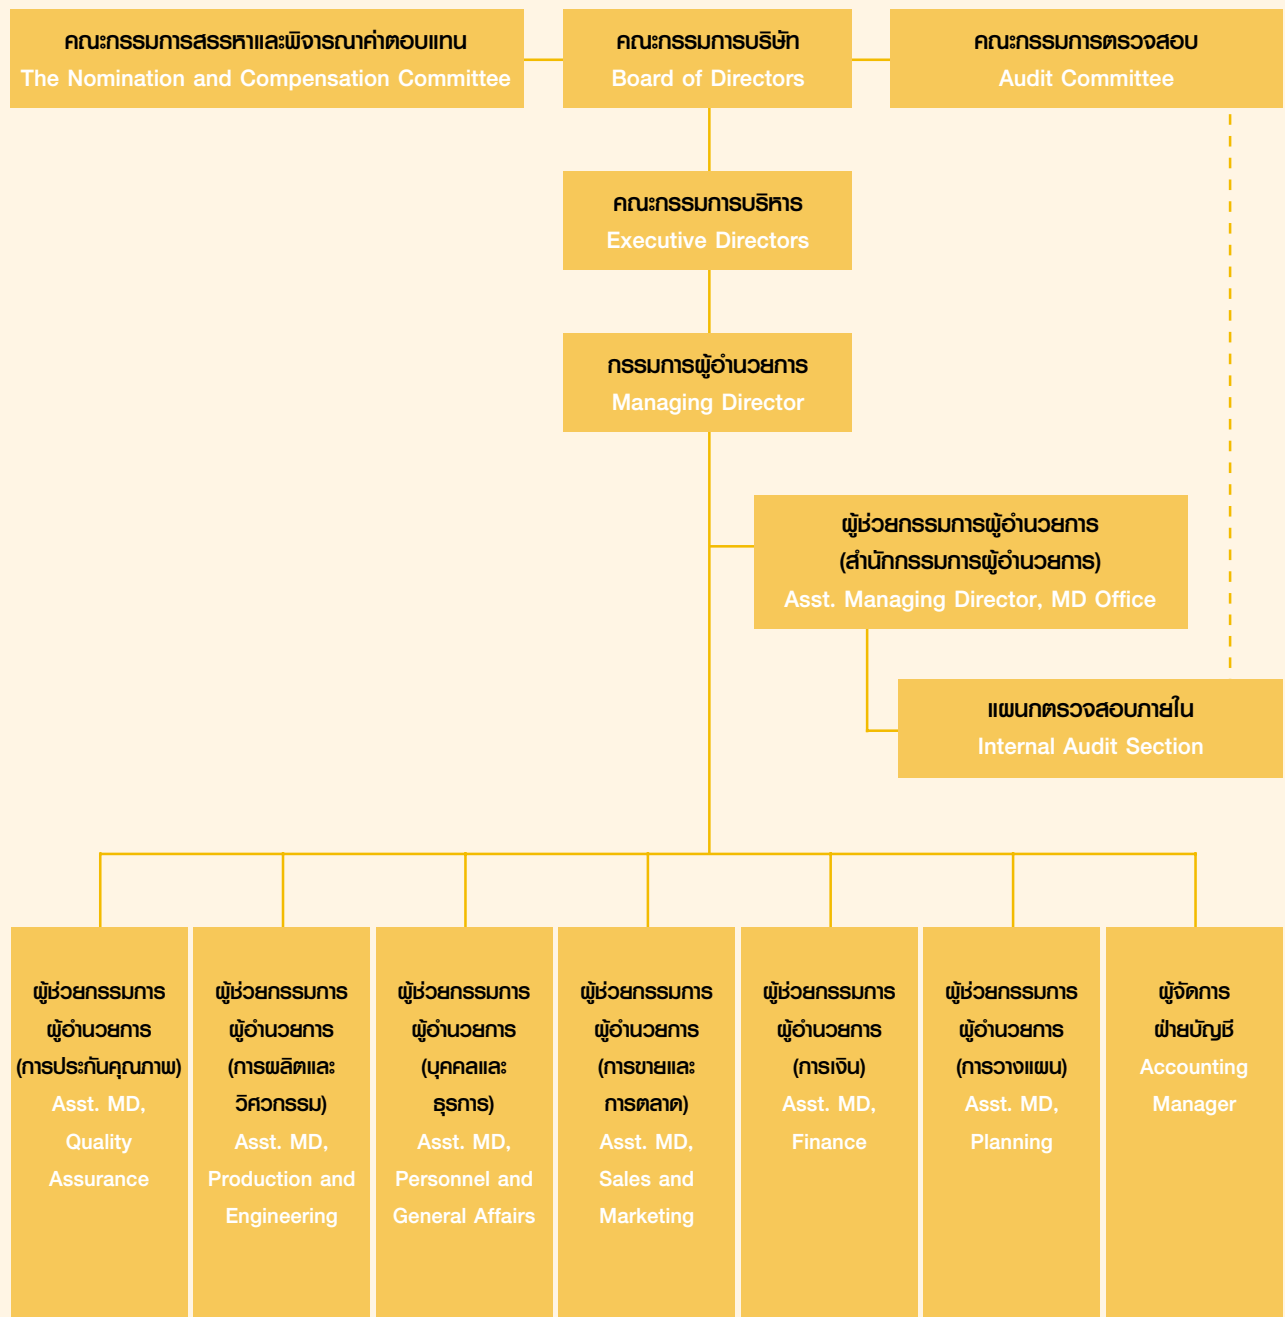 คณะกรรมการสรรหาและพิจารณาค่าตอบแทน
The Nomination and Compensation Committee
คณะกรรมการบริษัท
Board of Directors
คณะกรรมการตรวจสอบ
Audit Committee
คณะกรรมการบริหาร
Executive Directors
กรรมการผู้อำนวยการ
Managing Director
ผู้ช่วยกรรมการผู้อำนวยการ
(สำนักกรรมการผู้อำนวยการ)
Asst. Managing Director, MD Office
แผนกตรวจสอบภายใน
Internal Audit Section
ผู้ช่วยกรรมการ
ผู้อำนวยการ
(การประกันคุณภาพ)
Asst. MD,
Quality
Assurance
ผู้ช่วยกรรมการ
ผู้อำนวยการ
(การผลิตและ
วิศวกรรม)
Asst. MD,
Production and
Engineering
ผู้ช่วยกรรมการ
ผู้อำนวยการ
(บุคคลและ
ธุรการ)
Asst. MD,
Personnel and
General Affairs
ผู้ช่วยกรรมการ
ผู้อำนวยการ
(การขายและ
การตลาด)
Asst. MD,
Sales and
Marketing
ผู้ช่วยกรรมการ
ผู้อำนวยการ
(การเงิน)
Asst. MD,
Finance
ผู้ช่วยกรรมการ
ผู้อำนวยการ
(การวางแผน)
Asst. MD,
Planning
ผู้จัดการ
ฝ่ายบัญชี
Accounting
Manager